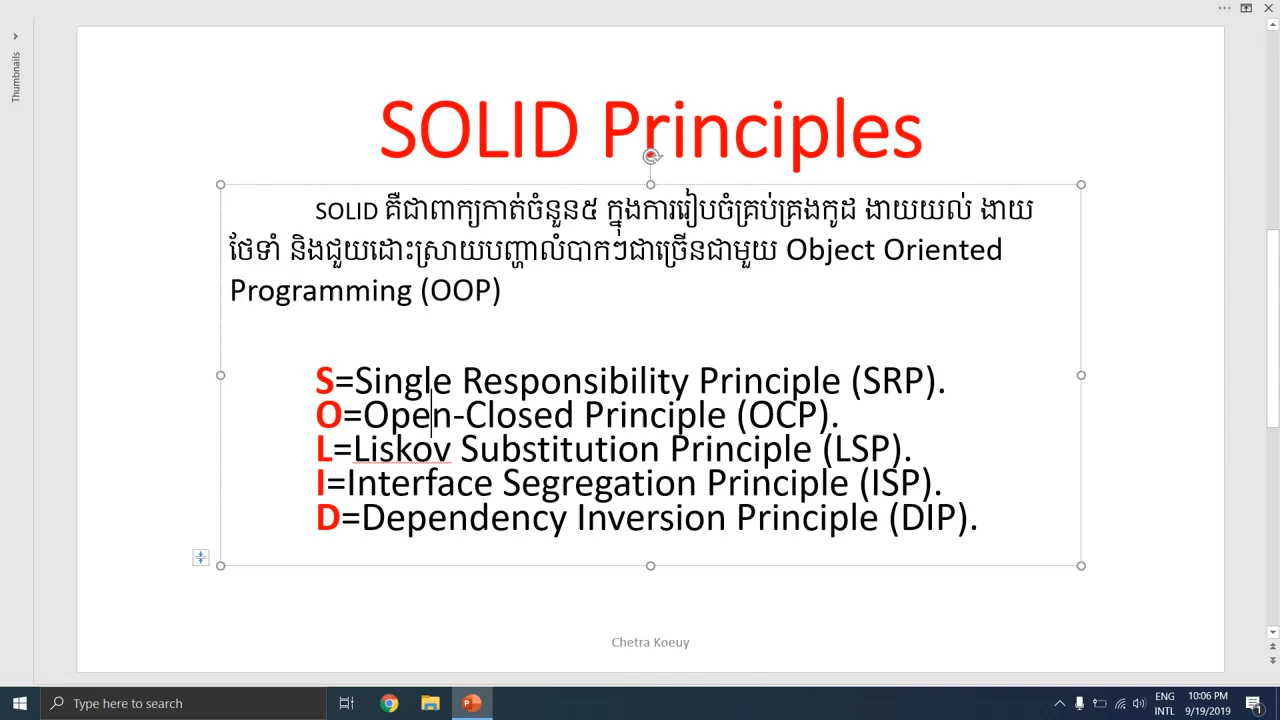 Thumbnails
SOLID Principles
SOLID គឺជាពាក្យកាត់ចំនួន៥ ក្នុងការរៀបចំគ្រប់គ្រងកូដ ងាយយល់ ងាយ
ថែទាំ និងជួយដោះស្រាយបញ្ហាលំបាកៗជាច្រើនជាមួយ Object Oriented
Programming (OOP)
S=Single Responsibility Principle (SRP).
O=Open-Closed Principle (OCP).
L=Liskov Substitution Principle (LSP).
I=Interface Segregation Principle (ISP).
D=Dependency Inversion Principle (DIP).
Chetra Koeuy
Type here to search
ENG 10:06 PM
INTL 9/19/2019
1